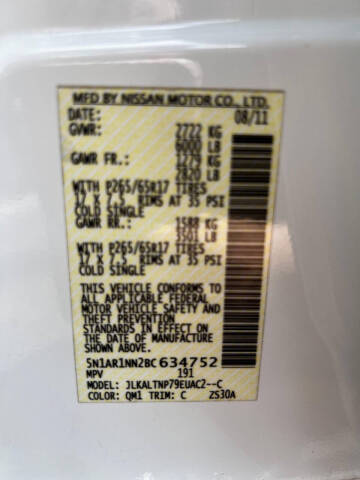 MFD BY NISSAN MOTOR CO., LTD.
DATE: 08/11
GVWR: 2722 KG
6000 LB
GAWR FR.: 1279 KG
2820 LB
WITH P265/65R17 TIRES
17 X 7.5 RIMS AT 35 PSI
COLD SINGLE
GAWR RR.: 1588 KG
3501 LB
WITH P265/65R17 TIRES
17 X 7.5 RIMS AT 35 PSI
COLD SINGLE
THIS VEHICLE CONFORMS TO
ALL APPLICABLE FEDERAL
MOTOR VEHICLE SAFETY
STANDARDS IN EFFECT ON
THE DATE OF MANUFACTURE
SHOWN ABOVE.
5N1AR1NN2BC634752
MPV 191
MODEL: JLKALTNP79EUAC2--C
COLOR: QM1 TRIM: C ZS30A